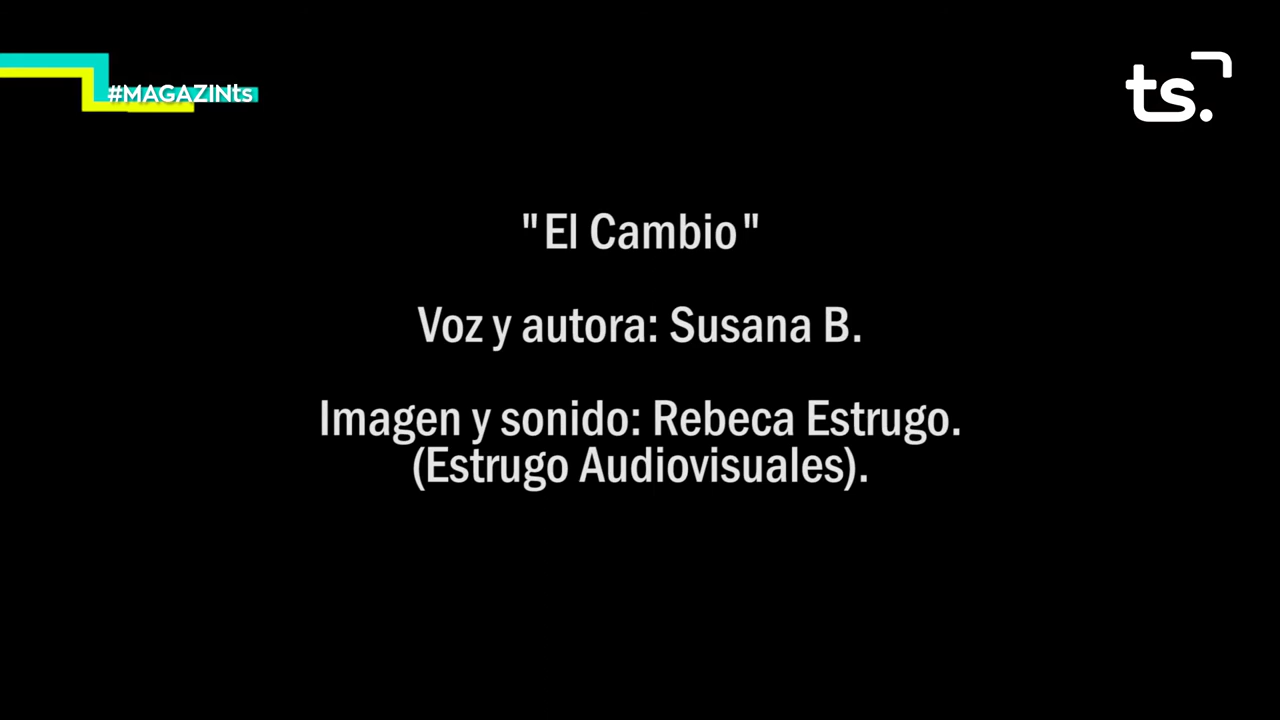 #MAGAZINts
ts.
"El Cambio"
Voz y autora: Susana B.
Imagen y sonido: Rebeca Estrugo.
(Estrugo Audiovisuales).